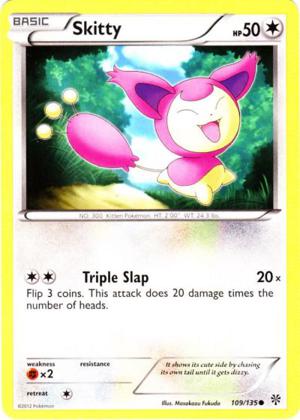 BASIC
Skitty
HP50
NO. 300 Kitten Pokémon HT. 2'00" WT. 24.3 lbs.
Triple Slap 20×
Flip 3 coins. This attack does 20 damage times the
number of heads.
weakness resistance
×2
retreat
It shows its cute side by chasing
its own tail until it gets dizzy.
©2012 Pokémon Illus. Masakazu Fukuda 109/135